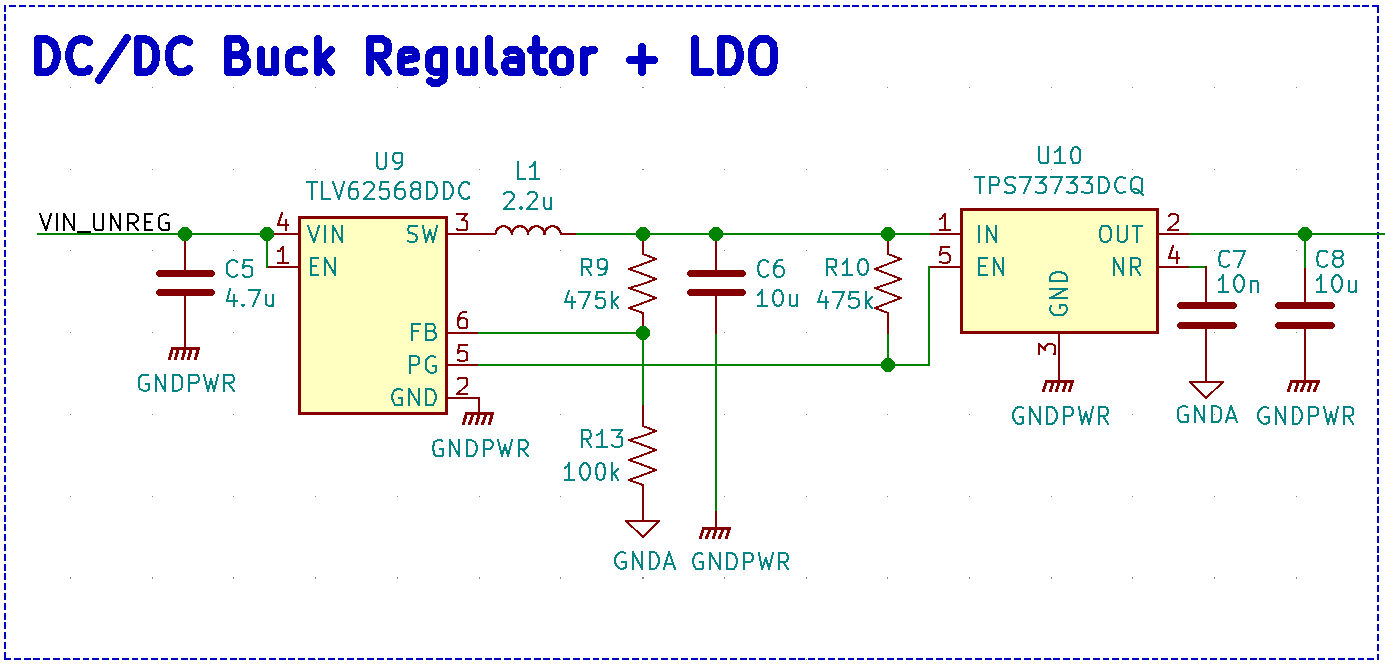 DC/DC Buck Regulator + LDO
U9
TLV62568DDC
L1
2.2u
U10
TPS73733DCQ
VIN_UNREG
4
VIN
SW
3
1
IN
OUT
2
1
EN
5
EN
NR
4
C5
4.7u
R9
475k
C6
10u
R10
475k
GND
3
C7
10n
C8
10u
FB
6
PG
5
GND
2
GNDPWR
GNDPWR
GNDPWR
GNDA
GNDPWR
R13
100k
GNDA
GNDPWR